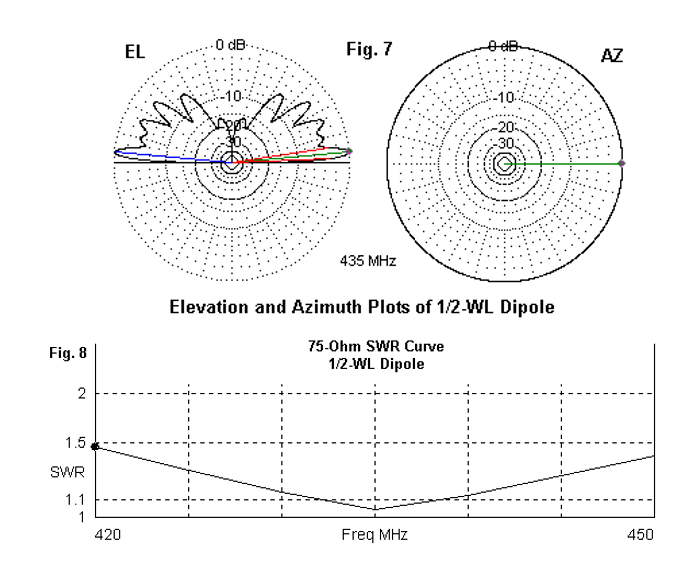 EL
0 dB
-10
-20
30
Fig. 7
0 dB
-10
-20
30
AZ
435 MHz
Elevation and Azimuth Plots of 1/2-WL Dipole
Fig. 8
75-Ohm SWR Curve
1/2-WL Dipole
2
1.5
SWR
1.1
1
420
Freq MHz
450